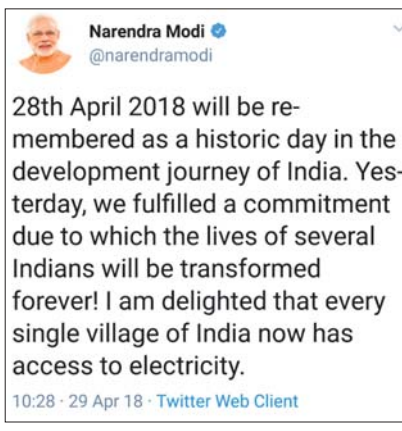 Narendra Modi
@narendramodi
28th April 2018 will be re-
membered as a historic day in the
development journey of India. Yes-
terday, we fulfilled a commitment
due to which the lives of several
Indians will be transformed
forever! I am delighted that every
single village of India now has
access to electricity.
10:28 · 29 Apr 18 · Twitter Web Client